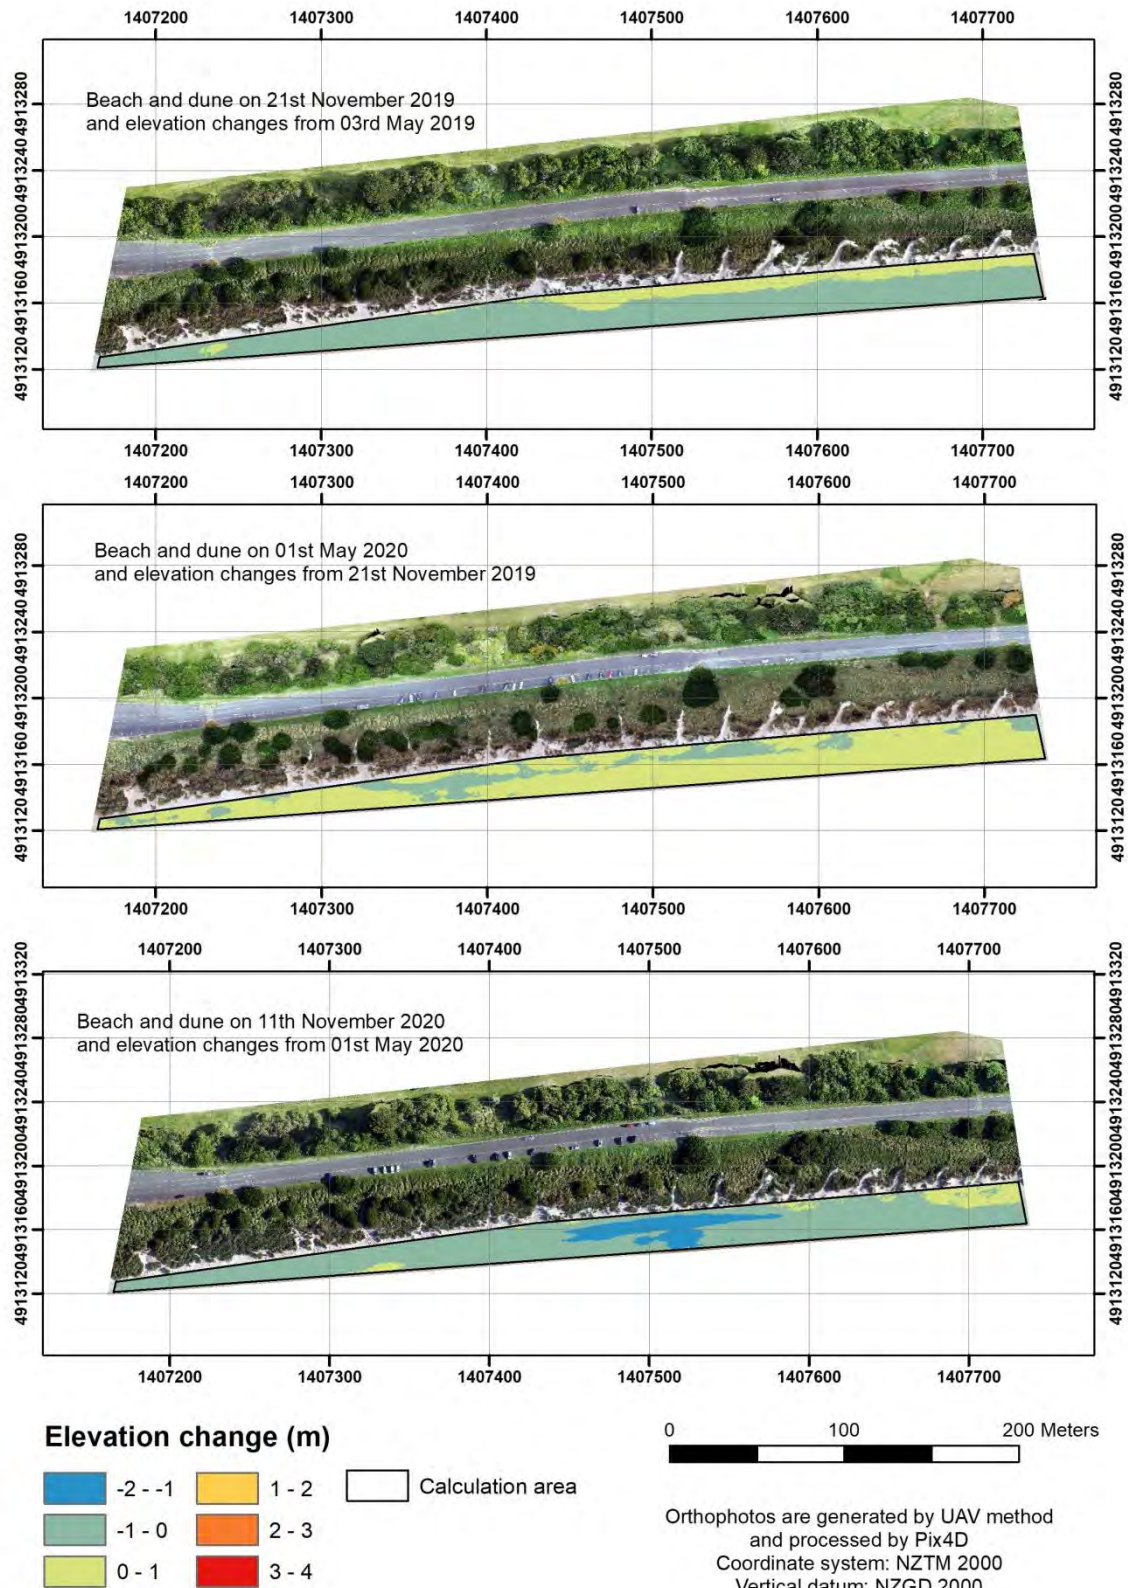 1407200 1407300 1407400 1407500 1407600 1407700
4913280
4913240
4913200
4913160
4913120
4913280
4913240
4913200
4913160
4913120
Beach and dune on 21st November 2019
and elevation changes from 03rd May 2019
1407200 1407300 1407400 1407500 1407600 1407700
1407200 1407300 1407400 1407500 1407600 1407700
4913280
4913240
4913200
4913160
4913120
4913280
4913240
4913200
4913160
4913120
Beach and dune on 01st May 2020
and elevation changes from 21st November 2019
1407200 1407300 1407400 1407500 1407600 1407700
1407200 1407300 1407400 1407500 1407600 1407700
4913320
4913280
4913240
4913200
4913160
4913120
4913320
4913280
4913240
4913200
4913160
4913120
Beach and dune on 11th November 2020
and elevation changes from 01st May 2020
1407200 1407300 1407400 1407500 1407600 1407700
Elevation change (m)
-2 - -1
-1 - 0
0 - 1
1 - 2
2 - 3
3 - 4
Calculation area
0 100 200 Meters
Orthophotos are generated by UAV method
and processed by Pix4D
Coordinate system: NZTM 2000
Vertical datum: NZGD 2000